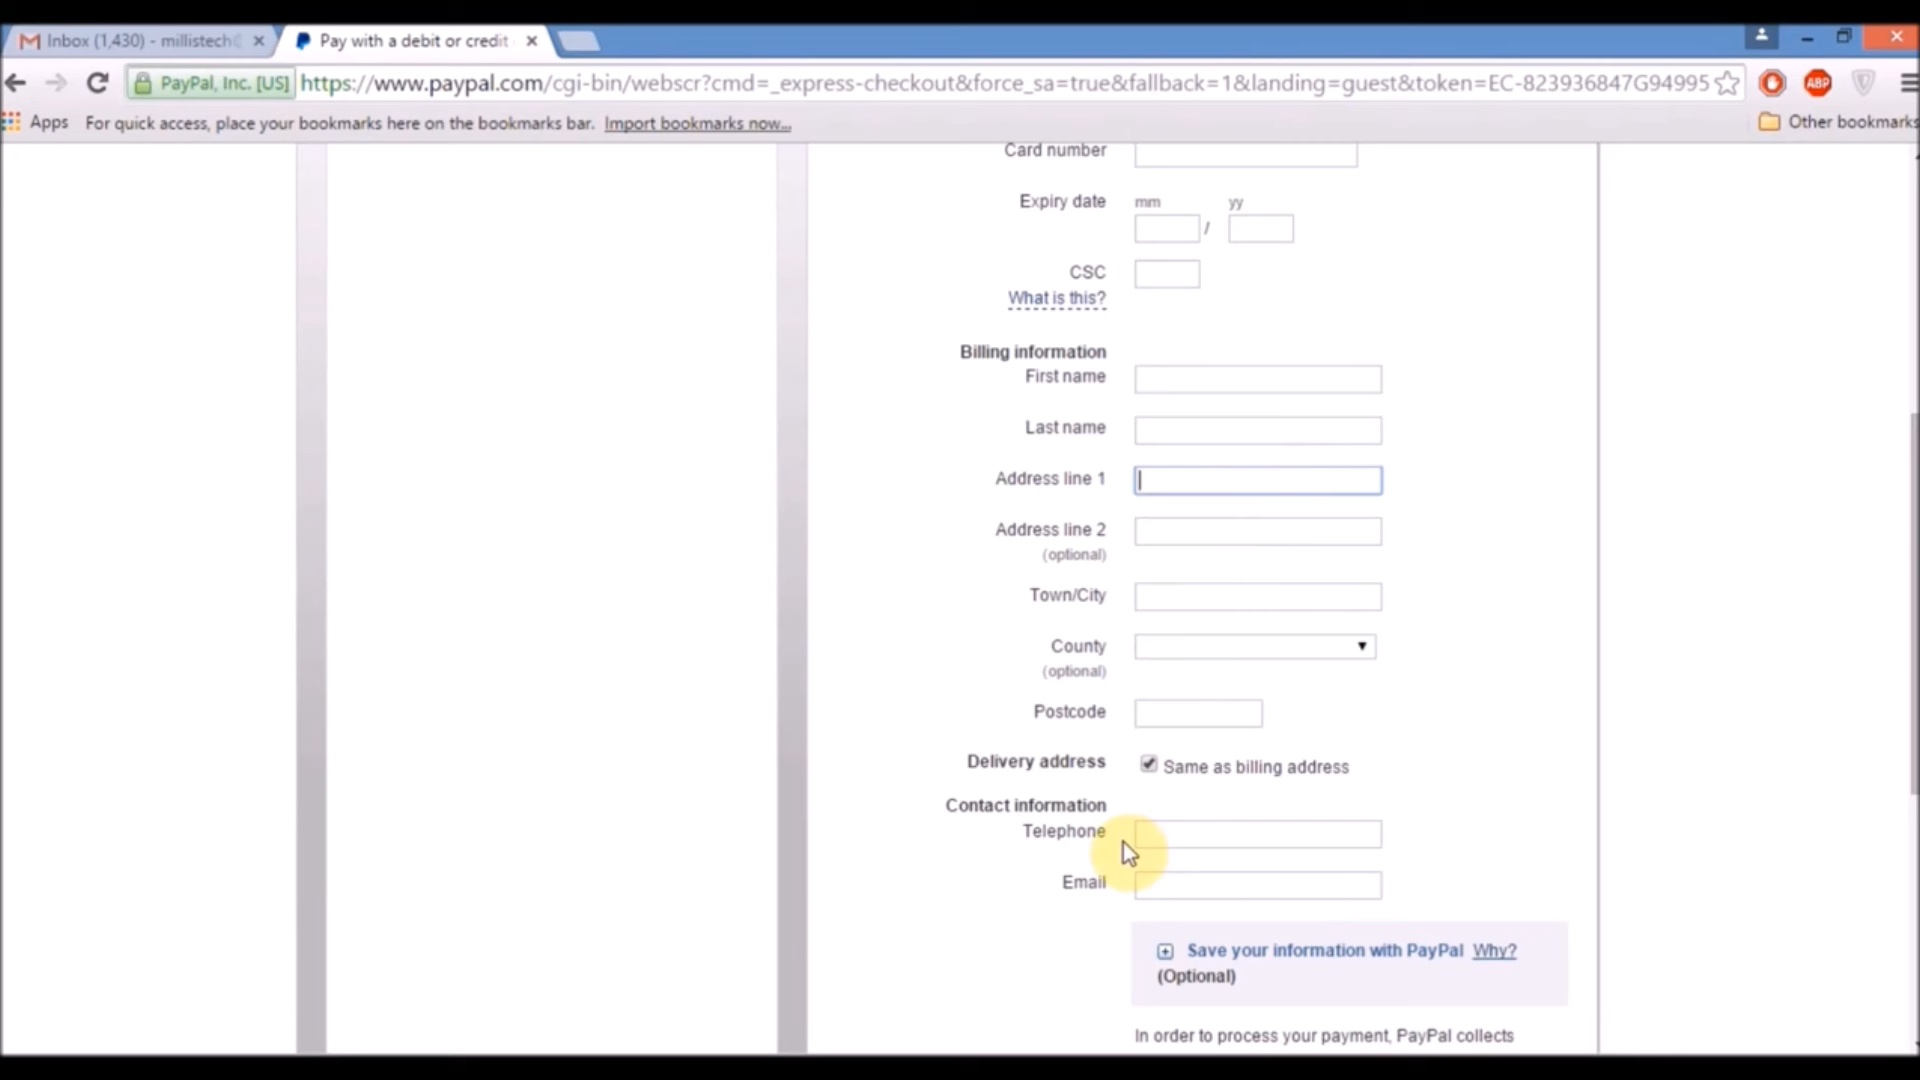 Inbox (1,430) - millistech
Pay with a debit or credit
PayPal, Inc. [US]
https://www.paypal.com/cgi-bin/webscr?cmd=_express-checkout&force_sa=true&fallback=1&landing=guest&token=EC-823936847G94995
ABP
Apps
For quick access, place your bookmarks here on the bookmarks bar. Import bookmarks now...
Other bookmarks
Card number
Expiry date
mm
yy
/
CSC
What is this?
Billing information
First name
Last name
Address line 1
Address line 2
(optional)
Town/City
County
(optional)
Postcode
Delivery address
Same as billing address
Contact information
Telephone
Email
Save your information with PayPal Why?
(Optional)
In order to process your payment, PayPal collects